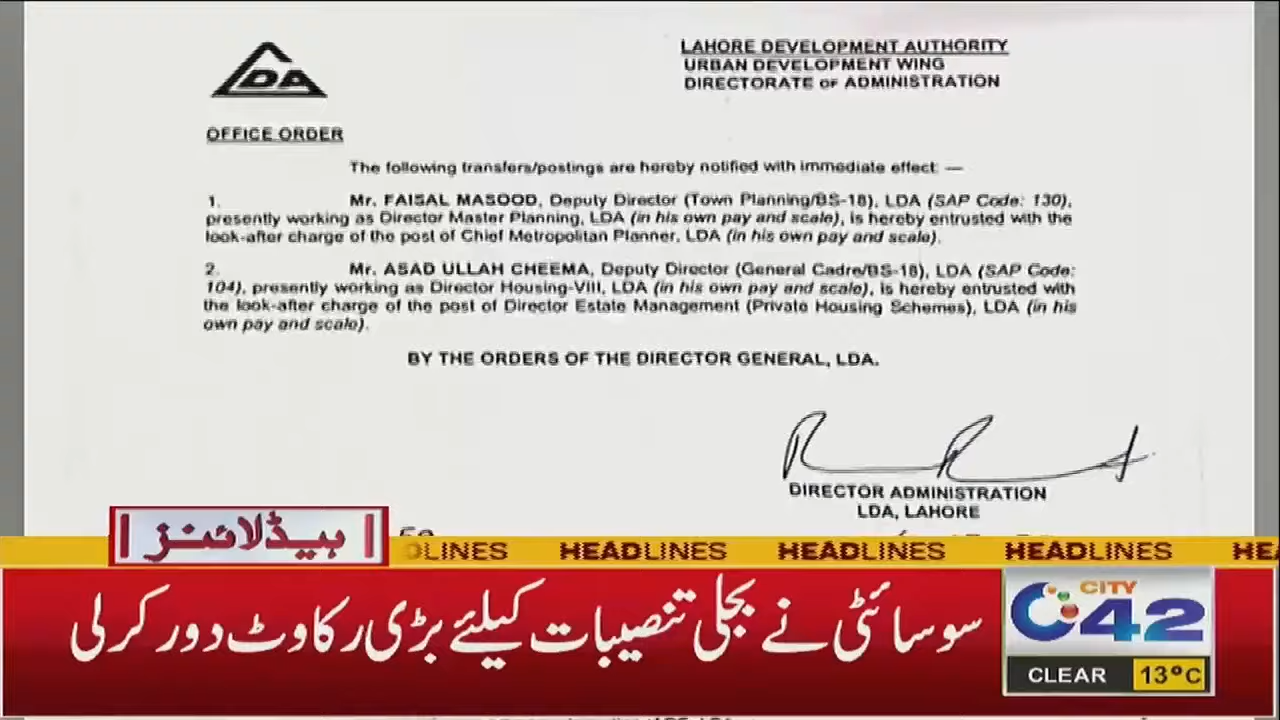 LDA
LAHORE DEVELOPMENT AUTHORITY
URBAN DEVELOPMENT WING
DIRECTORATE OF ADMINISTRATION
OFFICE ORDER
The following transfers/postings are hereby notified with immediate effect: —
1. Mr. FAISAL MASOOD, Deputy Director (Town Planning/BS-18), LDA (SAP Code: 130),
presently working as Director Master Planning, LDA (in his own pay and scale), is hereby entrusted with the
look-after charge of the post of Chief Metropolitan Planner, LDA (in his own pay and scale).
2. Mr. ASAD ULLAH CHEEMA, Deputy Director (General Cadre/BS-18), LDA (SAP Code:
104), presently working as Director Housing-VIII, LDA (in his own pay and scale), is hereby entrusted with
the look-after charge of the post of Director Estate Management (Private Housing Schemes), LDA (in his
own pay and scale).
BY THE ORDERS OF THE DIRECTOR GENERAL, LDA.
DIRECTOR ADMINISTRATION
LDA, LAHORE
ہیڈلائنز
DLINES HEADLINES HEADLINES HEADLINES HE
سوسائٹی نے بجلی تنصیبات کیلئے بڑی رکاوٹ دور کر لی
CITY 42
CLEAR 13°C